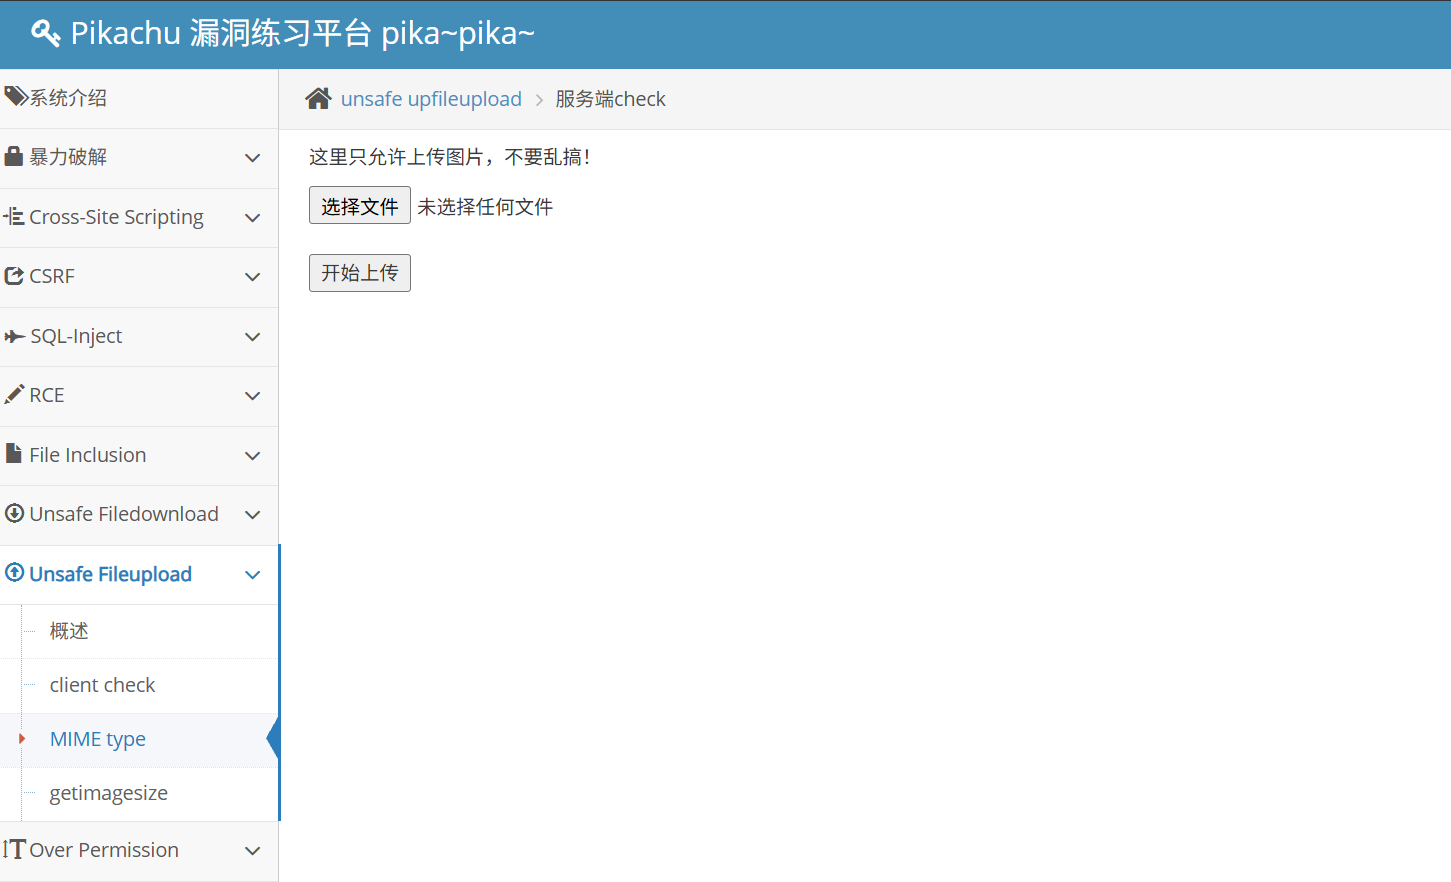 Pikachu 漏洞练习平台 pika~pika~
系统介绍
暴力破解
Cross-Site Scripting
CSRF
SQL-Inject
RCE
File Inclusion
Unsafe Filedownload
Unsafe Fileupload
概述
client check
MIME type
getimagesize
Over Permission
unsafe upfileupload 服务端check
这里只允许上传图片，不要乱搞！
选择文件 未选择任何文件
开始上传